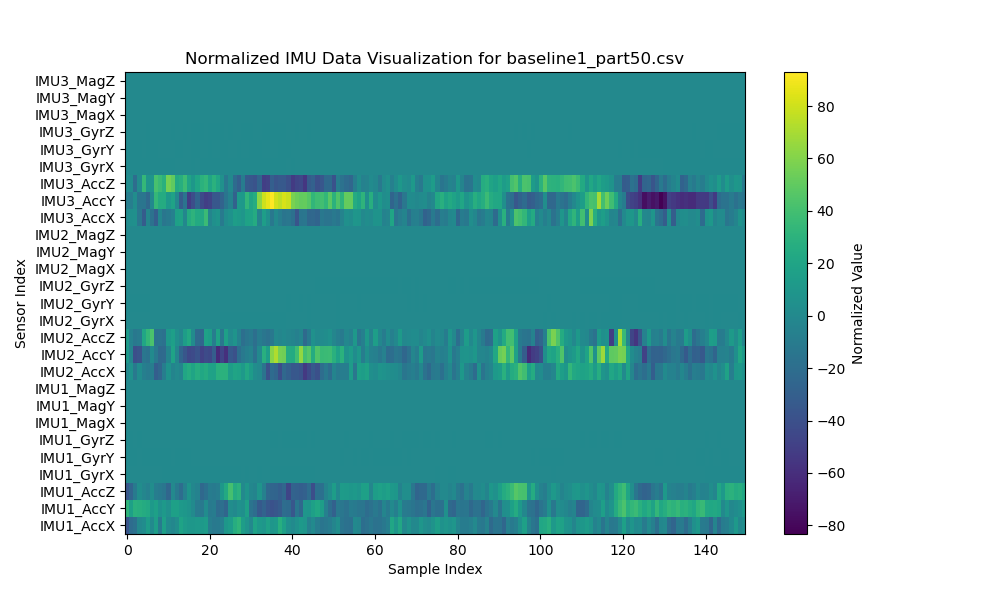 Normalized IMU Data Visualization for baseline1_part50.csv
IMU3_MagZ
IMU3_MagY
IMU3_MagX
IMU3_GyrZ
IMU3_GyrY
IMU3_GyrX
IMU3_AccZ
IMU3_AccY
IMU3_AccX
IMU2_MagZ
IMU2_MagY
IMU2_MagX
IMU2_GyrZ
IMU2_GyrY
IMU2_GyrX
IMU2_AccZ
IMU2_AccY
IMU2_AccX
IMU1_MagZ
IMU1_MagY
IMU1_MagX
IMU1_GyrZ
IMU1_GyrY
IMU1_GyrX
IMU1_AccZ
IMU1_AccY
IMU1_AccX
Sensor Index
0 20 40 60 80 100 120 140
Sample Index
80
60
40
20
0
−20
−40
−60
−80
Normalized Value